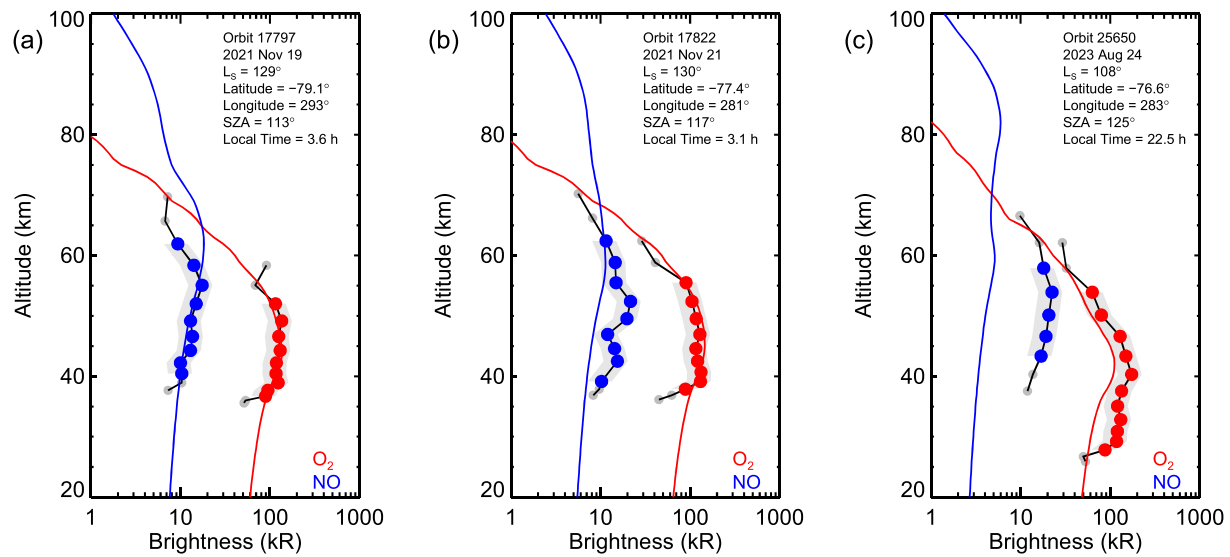 (a)
Orbit 17797
2021 Nov 19
L_S = 129°
Latitude = −79.1°
Longitude = 293°
SZA = 113°
Local Time = 3.6 h
100
80
60
40
20
Altitude (km)
O₂
NO
1 10 100 1000
Brightness (kR)
(b)
Orbit 17822
2021 Nov 21
L_S = 130°
Latitude = −77.4°
Longitude = 281°
SZA = 117°
Local Time = 3.1 h
100
80
60
40
20
Altitude (km)
O₂
NO
1 10 100 1000
Brightness (kR)
(c)
Orbit 25650
2023 Aug 24
L_S = 108°
Latitude = −76.6°
Longitude = 283°
SZA = 125°
Local Time = 22.5 h
100
80
60
40
20
Altitude (km)
O₂
NO
1 10 100 1000
Brightness (kR)